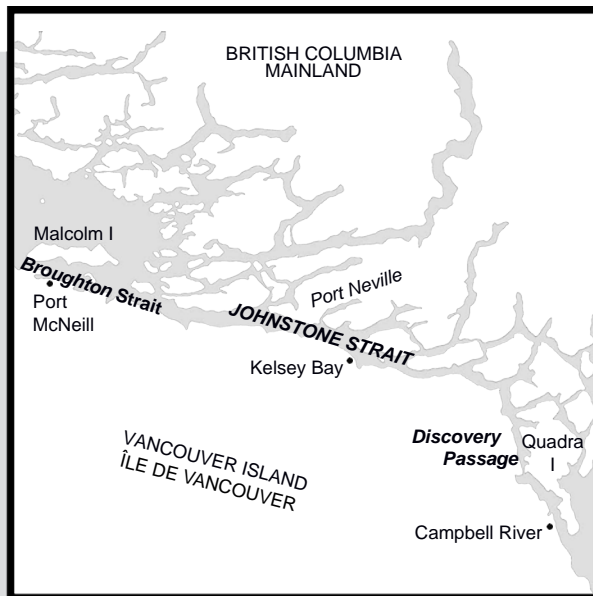 BRITISH COLUMBIA
MAINLAND
Malcolm I
Broughton Strait
Port
McNeill
Port Neville
JOHNSTONE STRAIT
Kelsey Bay
VANCOUVER ISLAND
ÎLE DE VANCOUVER
Discovery
Passage
Quadra
I
Campbell River